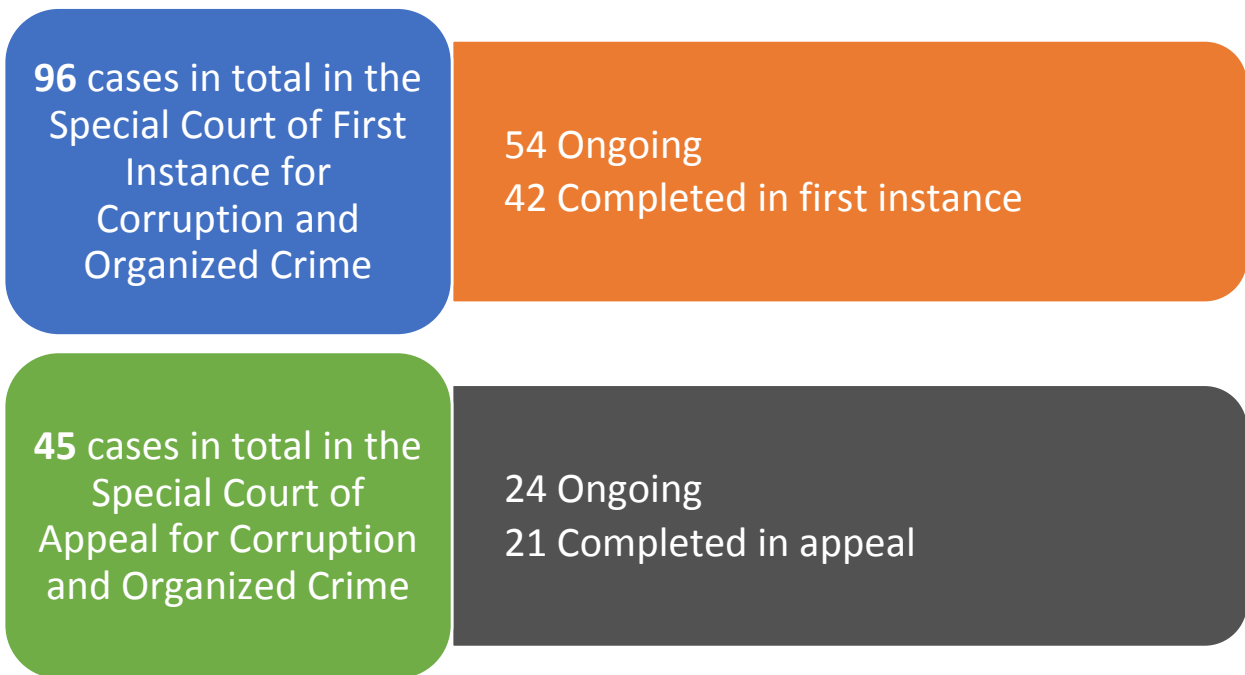 96 cases in total in the
Special Court of First
Instance for
Corruption and
Organized Crime
54 Ongoing
42 Completed in first instance
45 cases in total in the
Special Court of
Appeal for Corruption
and Organized Crime
24 Ongoing
21 Completed in appeal